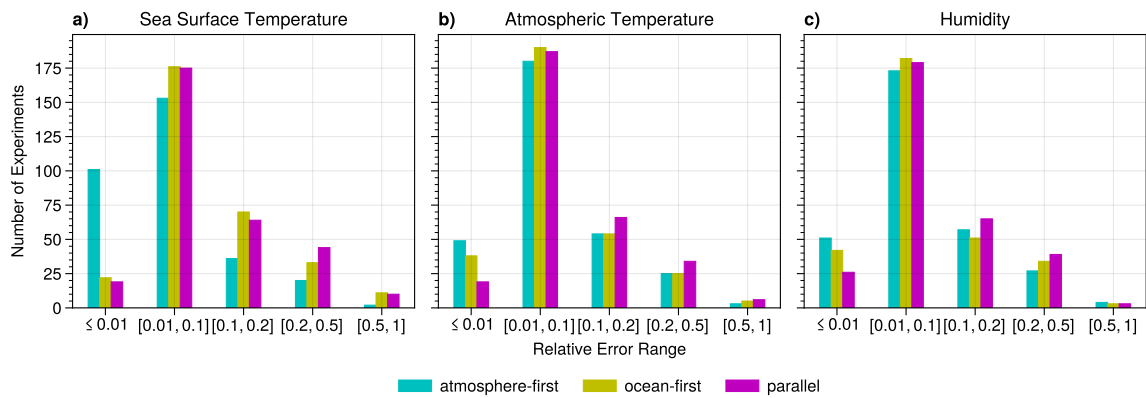 a) Sea Surface Temperature
b) Atmospheric Temperature
c) Humidity
Number of Experiments
175
150
125
100
75
50
25
0
≤ 0.01 [0.01, 0.1] [0.1, 0.2] [0.2, 0.5] [0.5, 1]
≤ 0.01 [0.01, 0.1] [0.1, 0.2] [0.2, 0.5] [0.5, 1]
≤ 0.01 [0.01, 0.1] [0.1, 0.2] [0.2, 0.5] [0.5, 1]
Relative Error Range
atmosphere-first ocean-first parallel